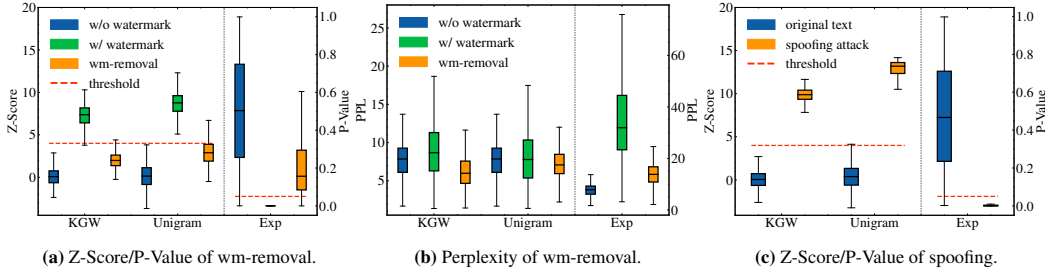 20
15
10
5
0
Z-Score
w/o watermark
w/ watermark
wm-removal
threshold
1.0
0.8
0.6
0.4
0.2
0.0
P-Value
KGW
Unigram
Exp
(a) Z-Score/P-Value of wm-removal.
25
20
15
10
5
PPL
w/o watermark
w/ watermark
wm-removal
60
40
20
0
PPL
KGW
Unigram
Exp
(b) Perplexity of wm-removal.
20
15
10
5
0
Z-Score
original text
spoofing attack
threshold
1.0
0.8
0.6
0.4
0.2
0.0
P-Value
KGW
Unigram
Exp
(c) Z-Score/P-Value of spoofing.